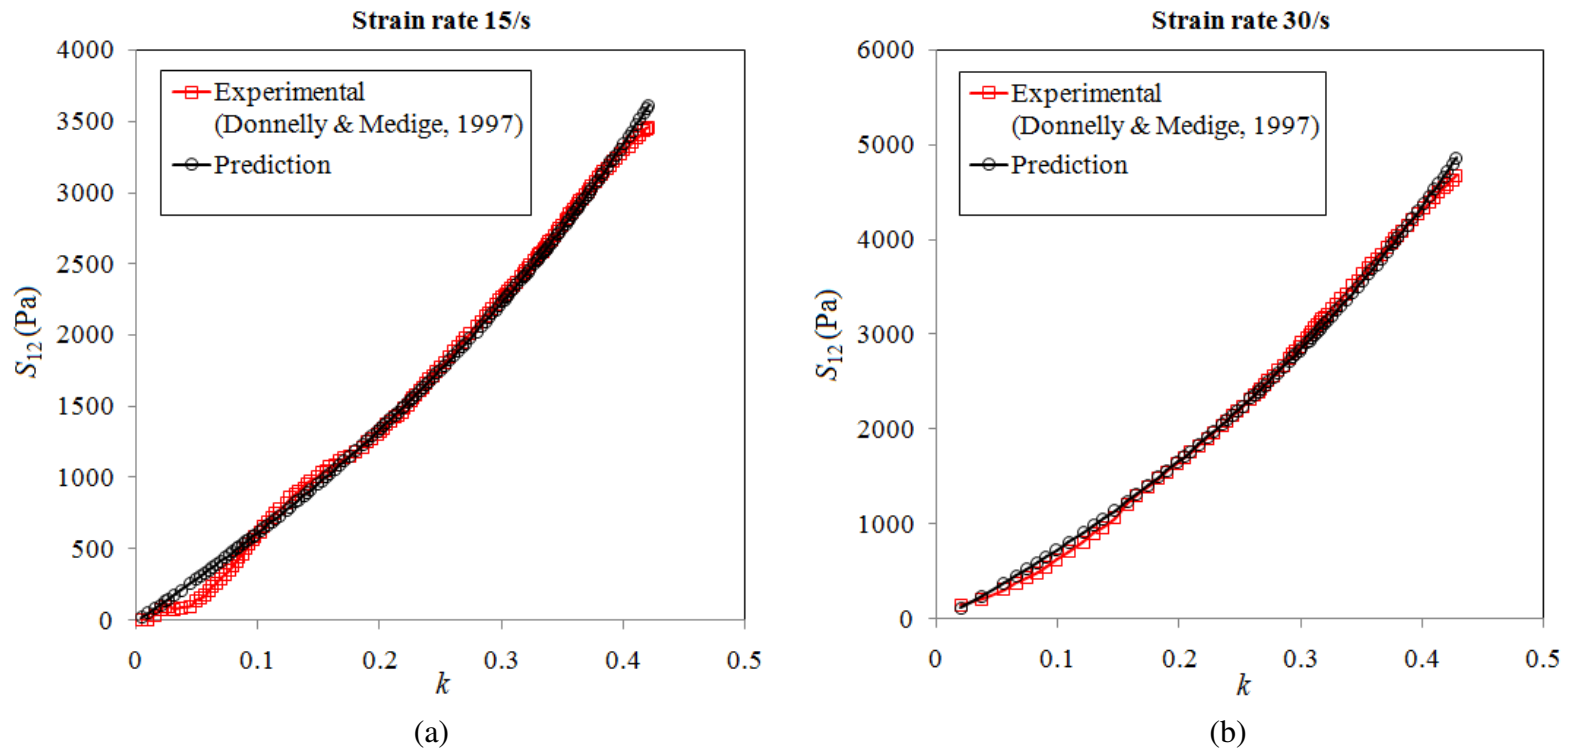 Strain rate 15/s
4000
3500
3000
2500
2000
1500
1000
500
0
S12 (Pa)
Experimental
(Donnelly & Medige, 1997)
Prediction
0 0.1 0.2 0.3 0.4 0.5
k
(a)
Strain rate 30/s
6000
5000
4000
3000
2000
1000
0
S12 (Pa)
Experimental
(Donnelly & Medige, 1997)
Prediction
0 0.1 0.2 0.3 0.4 0.5
k
(b)